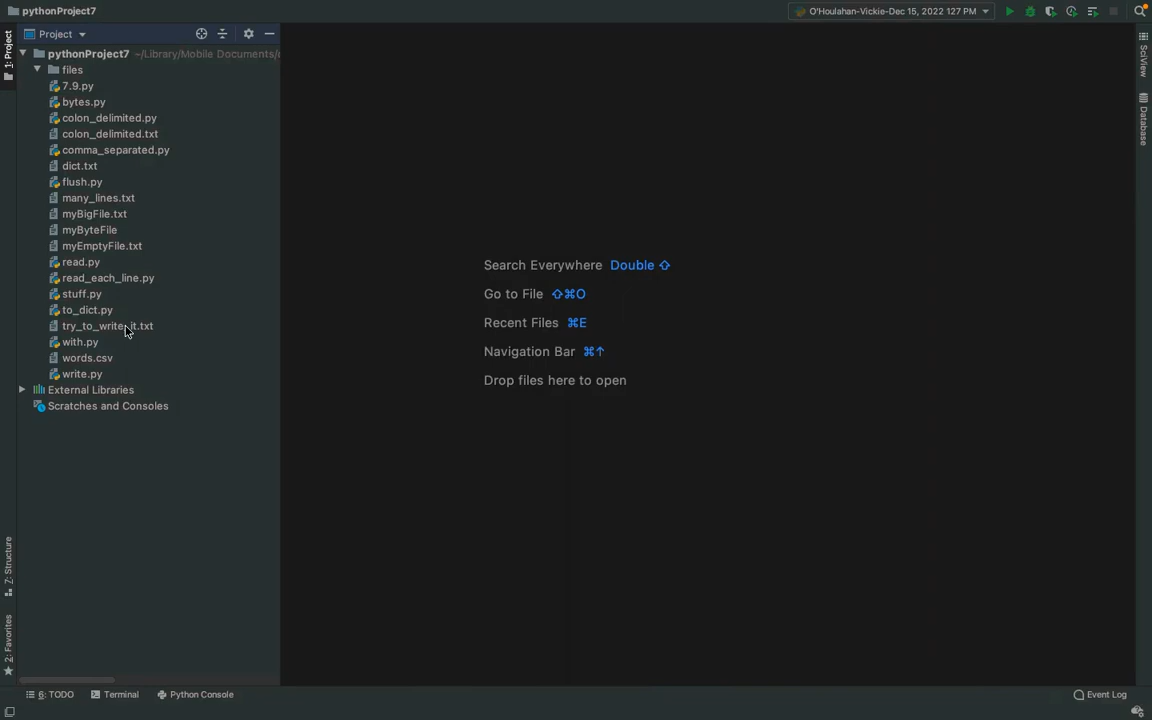 pythonProject7
O'Houlahan-Vickie-Dec 15, 2022 127 PM
Project
pythonProject7 ~/Library/Mobile Documents/
files
7.9.py
bytes.py
colon_delimited.py
colon_delimited.txt
comma_separated.py
dict.txt
flush.py
many_lines.txt
myBigFile.txt
myByteFile
myEmptyFile.txt
read.py
read_each_line.py
stuff.py
to_dict.py
try_to_write_it.txt
with.py
words.csv
write.py
External Libraries
Scratches and Consoles
1: Project
Z: Structure
2: Favorites
Search Everywhere Double ⇧
Go to File ⇧⌘O
Recent Files ⌘E
Navigation Bar ⌘↑
Drop files here to open
SciView
Database
6: TODO
Terminal
Python Console
Event Log